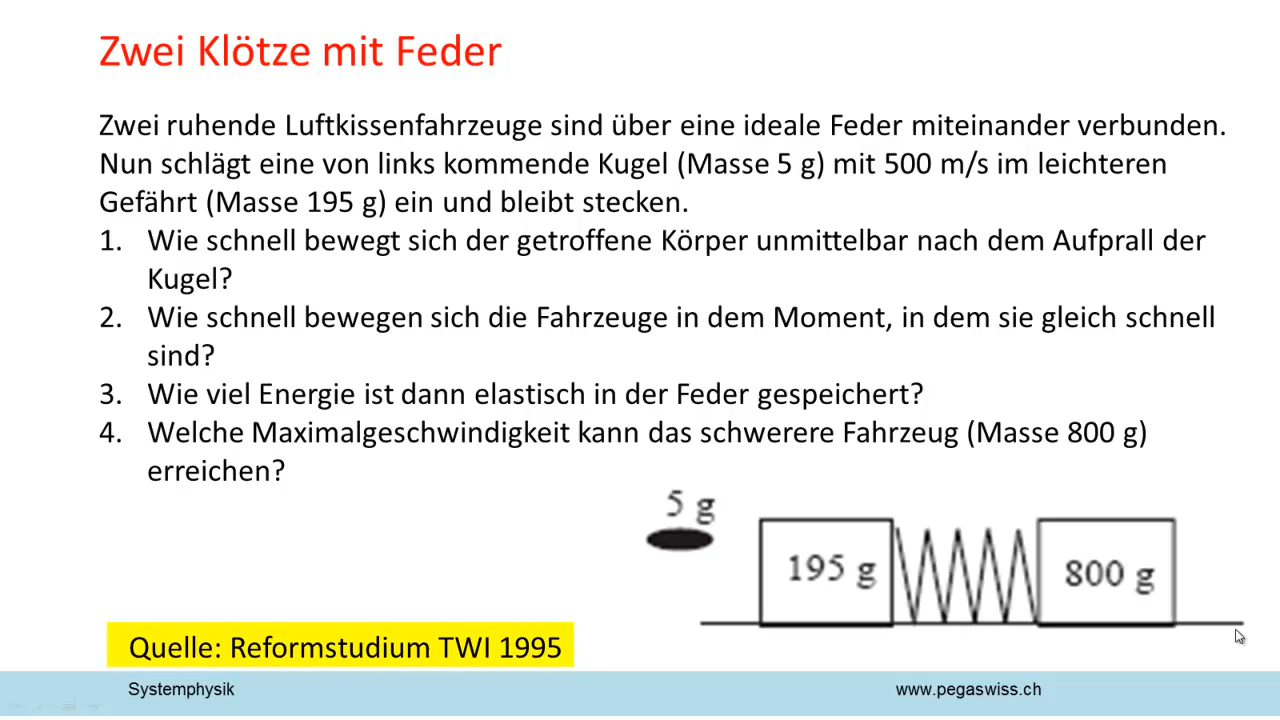 Zwei Klötze mit Feder
Zwei ruhende Luftkissenfahrzeuge sind über eine ideale Feder miteinander verbunden.
Nun schlägt eine von links kommende Kugel (Masse 5 g) mit 500 m/s im leichteren
Gefährt (Masse 195 g) ein und bleibt stecken.
1. Wie schnell bewegt sich der getroffene Körper unmittelbar nach dem Aufprall der
Kugel?
2. Wie schnell bewegen sich die Fahrzeuge in dem Moment, in dem sie gleich schnell
sind?
3. Wie viel Energie ist dann elastisch in der Feder gespeichert?
4. Welche Maximalgeschwindigkeit kann das schwerere Fahrzeug (Masse 800 g)
erreichen?
5 g
195 g
800 g
Quelle: Reformstudium TWI 1995
Systemphysik
www.pegaswiss.ch